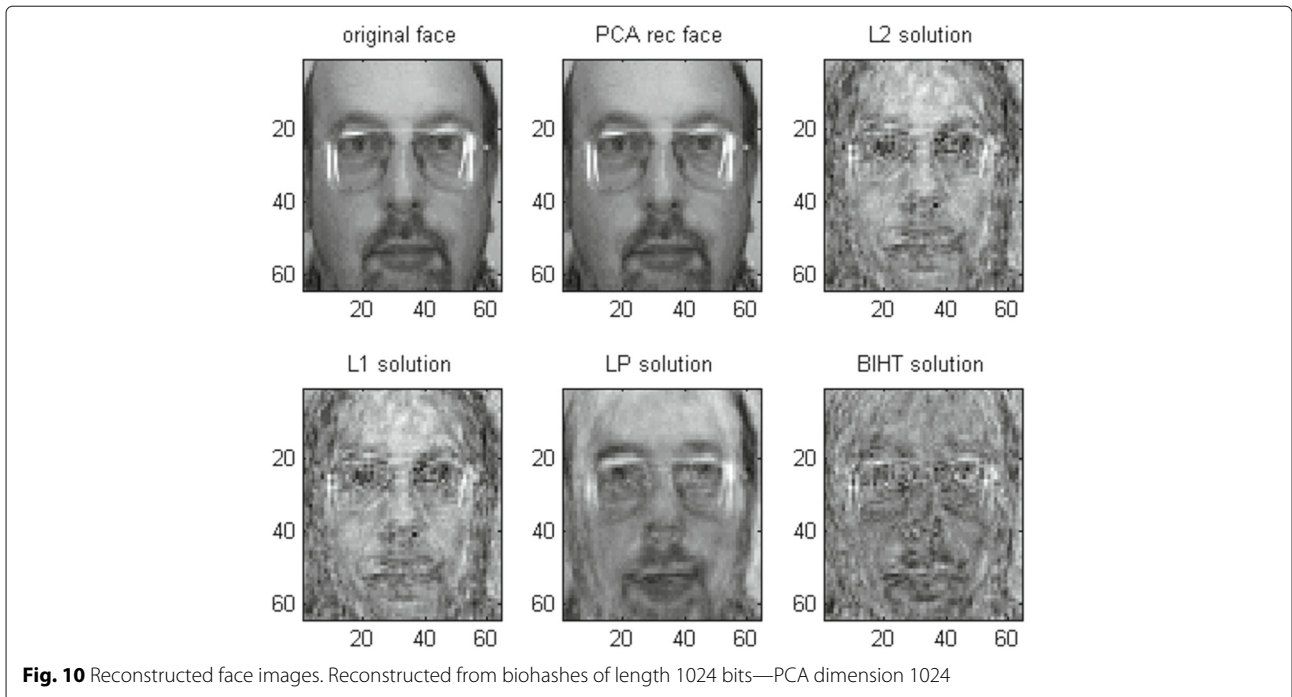 original face
PCA rec face
L2 solution
20
40
60
20 40 60
20
40
60
20 40 60
20
40
60
20 40 60
L1 solution
LP solution
BIHT solution
20
40
60
20 40 60
20
40
60
20 40 60
20
40
60
20 40 60
Fig. 10 Reconstructed face images. Reconstructed from biohashes of length 1024 bits—PCA dimension 1024